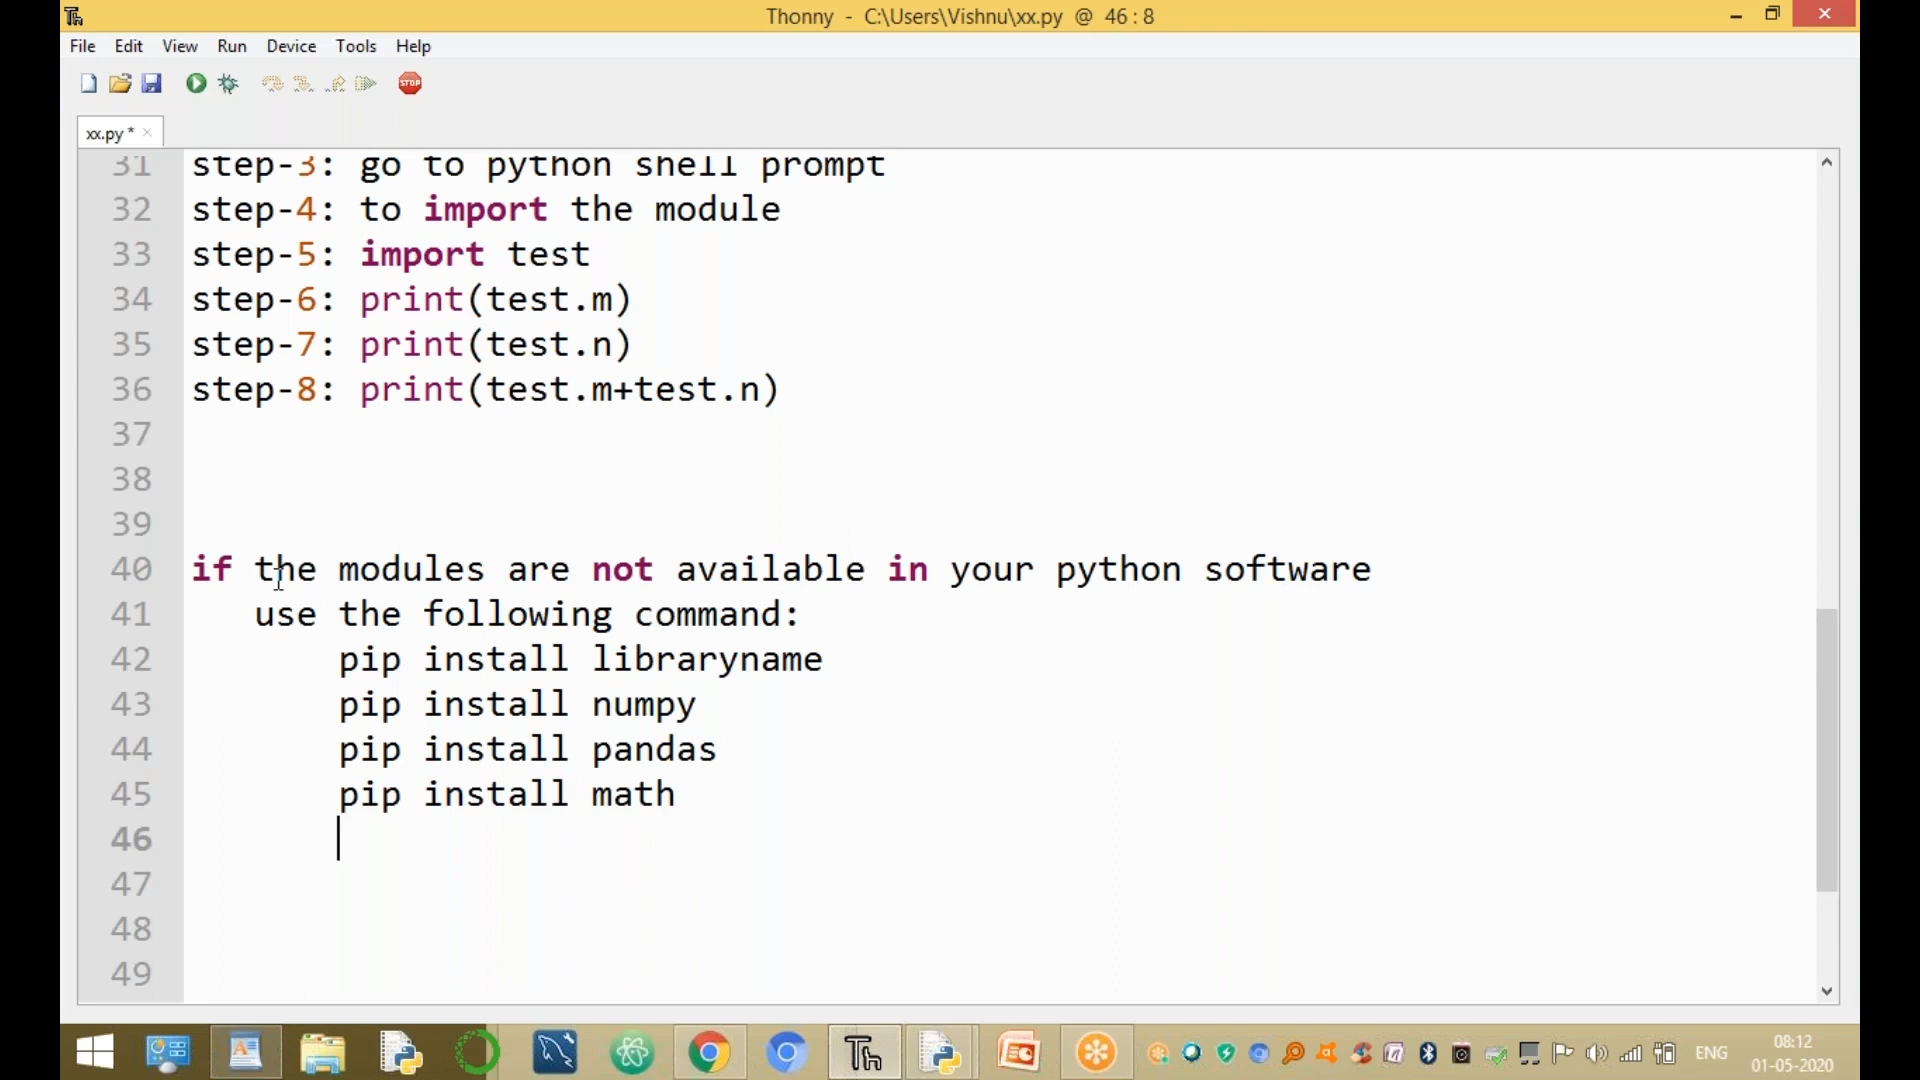 Thonny - C:\Users\Vishnu\xx.py @ 46 : 8
File Edit View Run Device Tools Help
STOP
xx.py *
31 step-3: go to python shell prompt
32 step-4: to import the module
33 step-5: import test
34 step-6: print(test.m)
35 step-7: print(test.n)
36 step-8: print(test.m+test.n)
37
38
39
40 if the modules are not available in your python software
41 use the following command:
42 pip install libraryname
43 pip install numpy
44 pip install pandas
45 pip install math
46
47
48
49
Th
ENG
08:12
01-05-2020